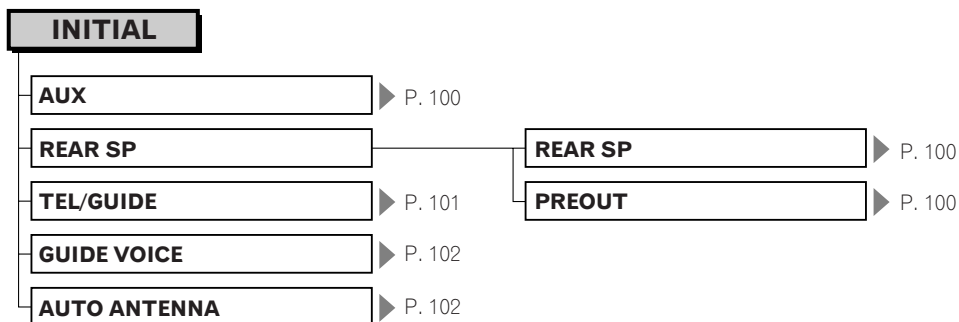 INITIAL
AUX P. 100
REAR SP REAR SP P. 100
TEL/GUIDE P. 101 PREOUT P. 100
GUIDE VOICE P. 102
AUTO ANTENNA P. 102